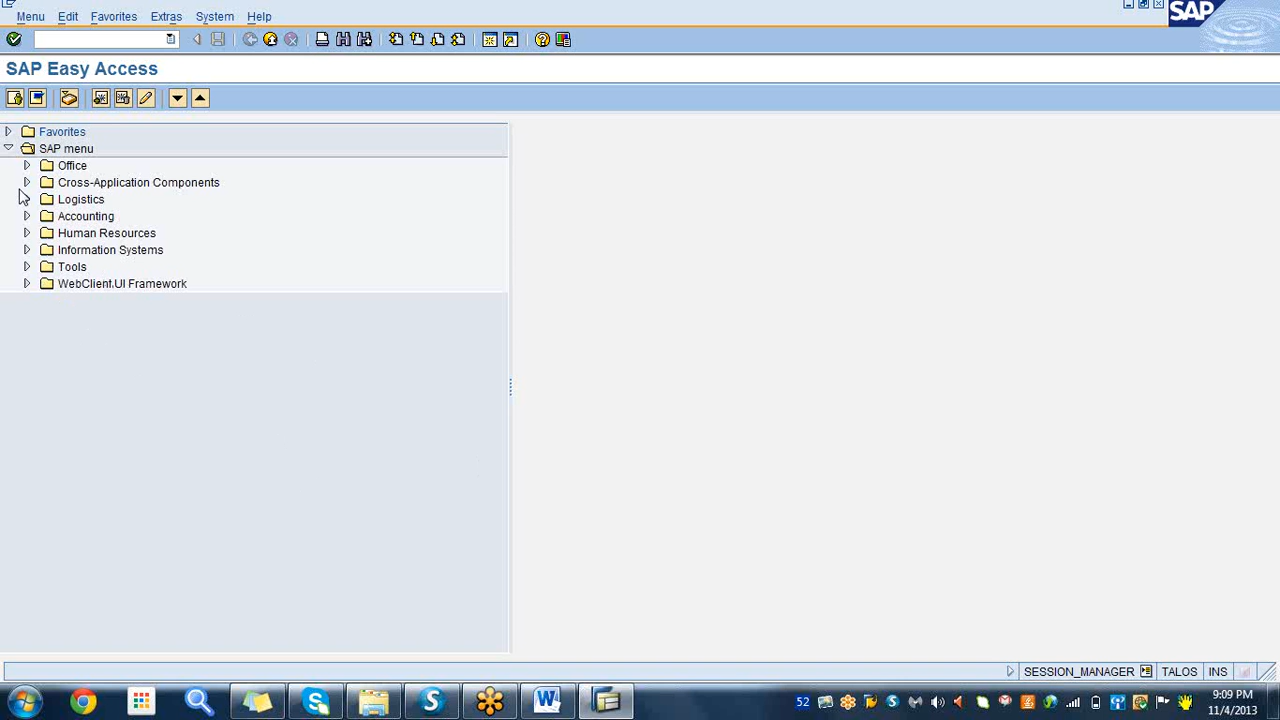 Menu Edit Favorites Extras System Help
SAP
SAP Easy Access
Favorites
SAP menu
Office
Cross-Application Components
Logistics
Accounting
Human Resources
Information Systems
Tools
WebClient UI Framework
SESSION_MANAGER TALOS INS
52
9:09 PM
11/4/2013